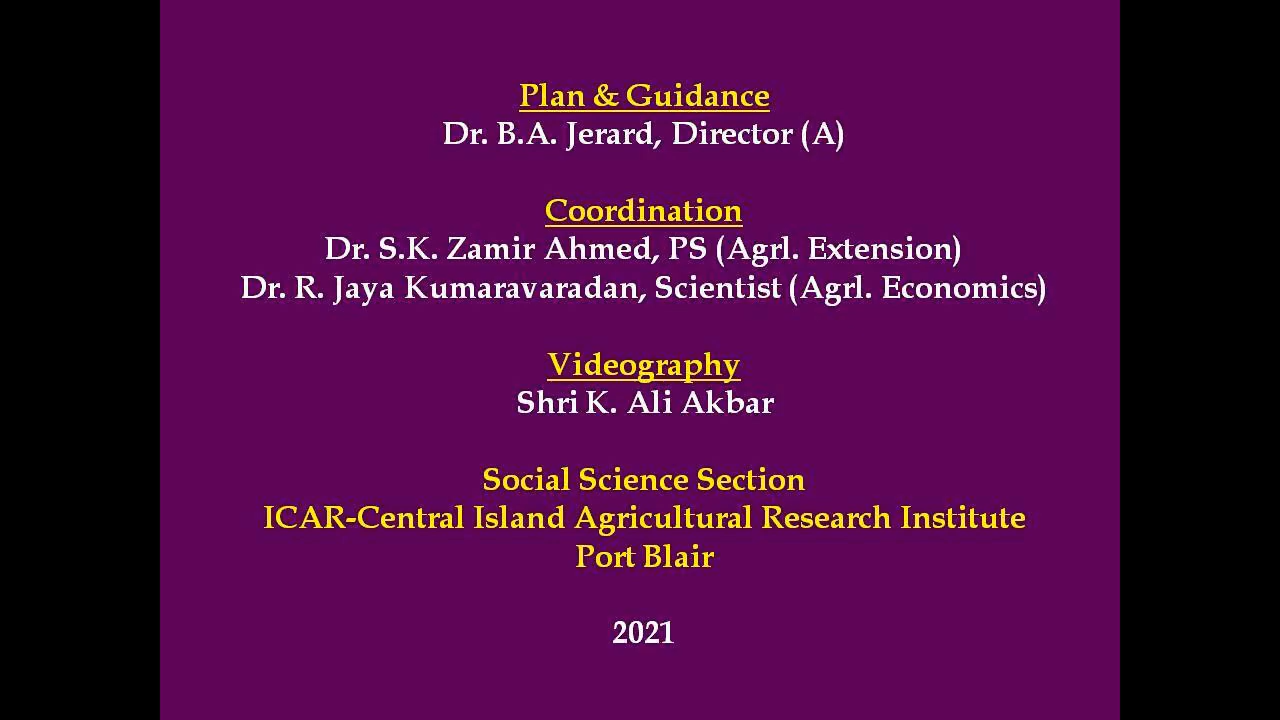 Plan & Guidance
Dr. B.A. Jerard, Director (A)
Coordination
Dr. S.K. Zamir Ahmed, PS (Agrl. Extension)
Dr. R. Jaya Kumaravaradan, Scientist (Agrl. Economics)
Videography
Shri K. Ali Akbar
Social Science Section
ICAR-Central Island Agricultural Research Institute
Port Blair
2021